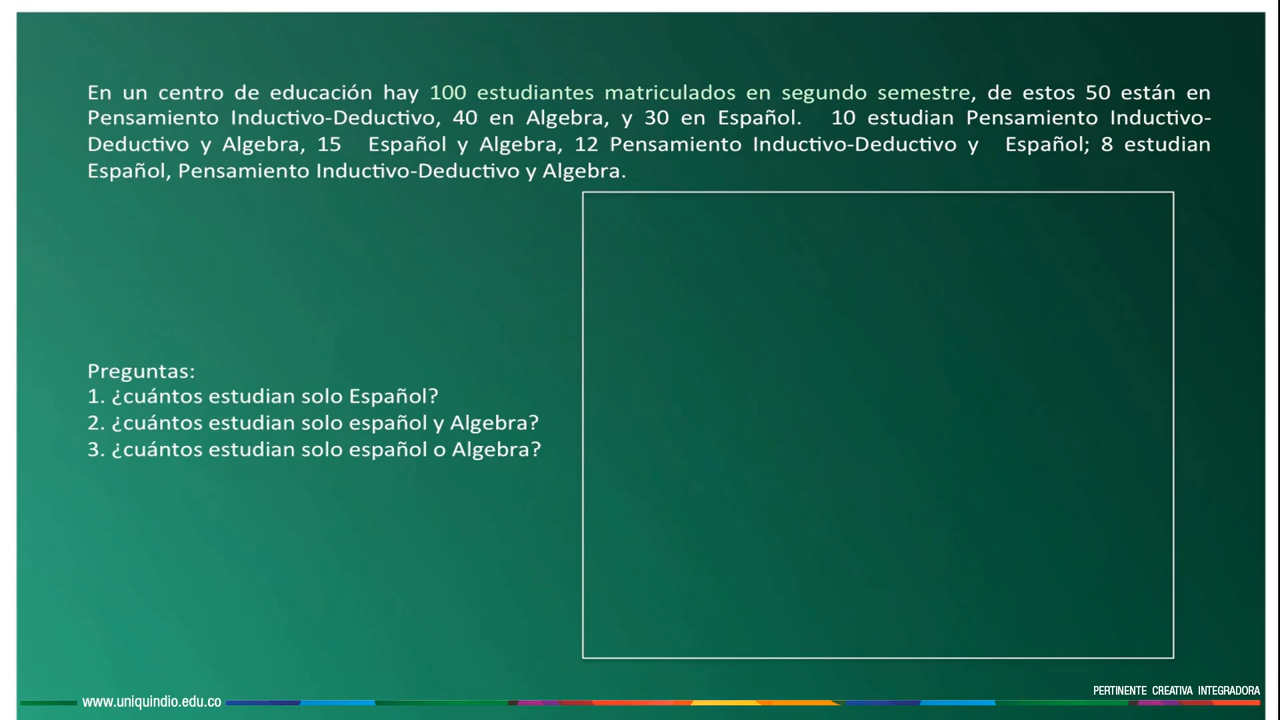 En un centro de educación hay 100 estudiantes matriculados en segundo semestre, de estos 50 están en
Pensamiento Inductivo-Deductivo, 40 en Algebra, y 30 en Español. 10 estudian Pensamiento Inductivo-
Deductivo y Algebra, 15 Español y Algebra, 12 Pensamiento Inductivo-Deductivo y Español; 8 estudian
Español, Pensamiento Inductivo-Deductivo y Algebra.
Preguntas:
1. ¿cuántos estudian solo Español?
2. ¿cuántos estudian solo español y Algebra?
3. ¿cuántos estudian solo español o Algebra?
PERTINENTE CREATIVA INTEGRADORA
www.uniquindio.edu.co